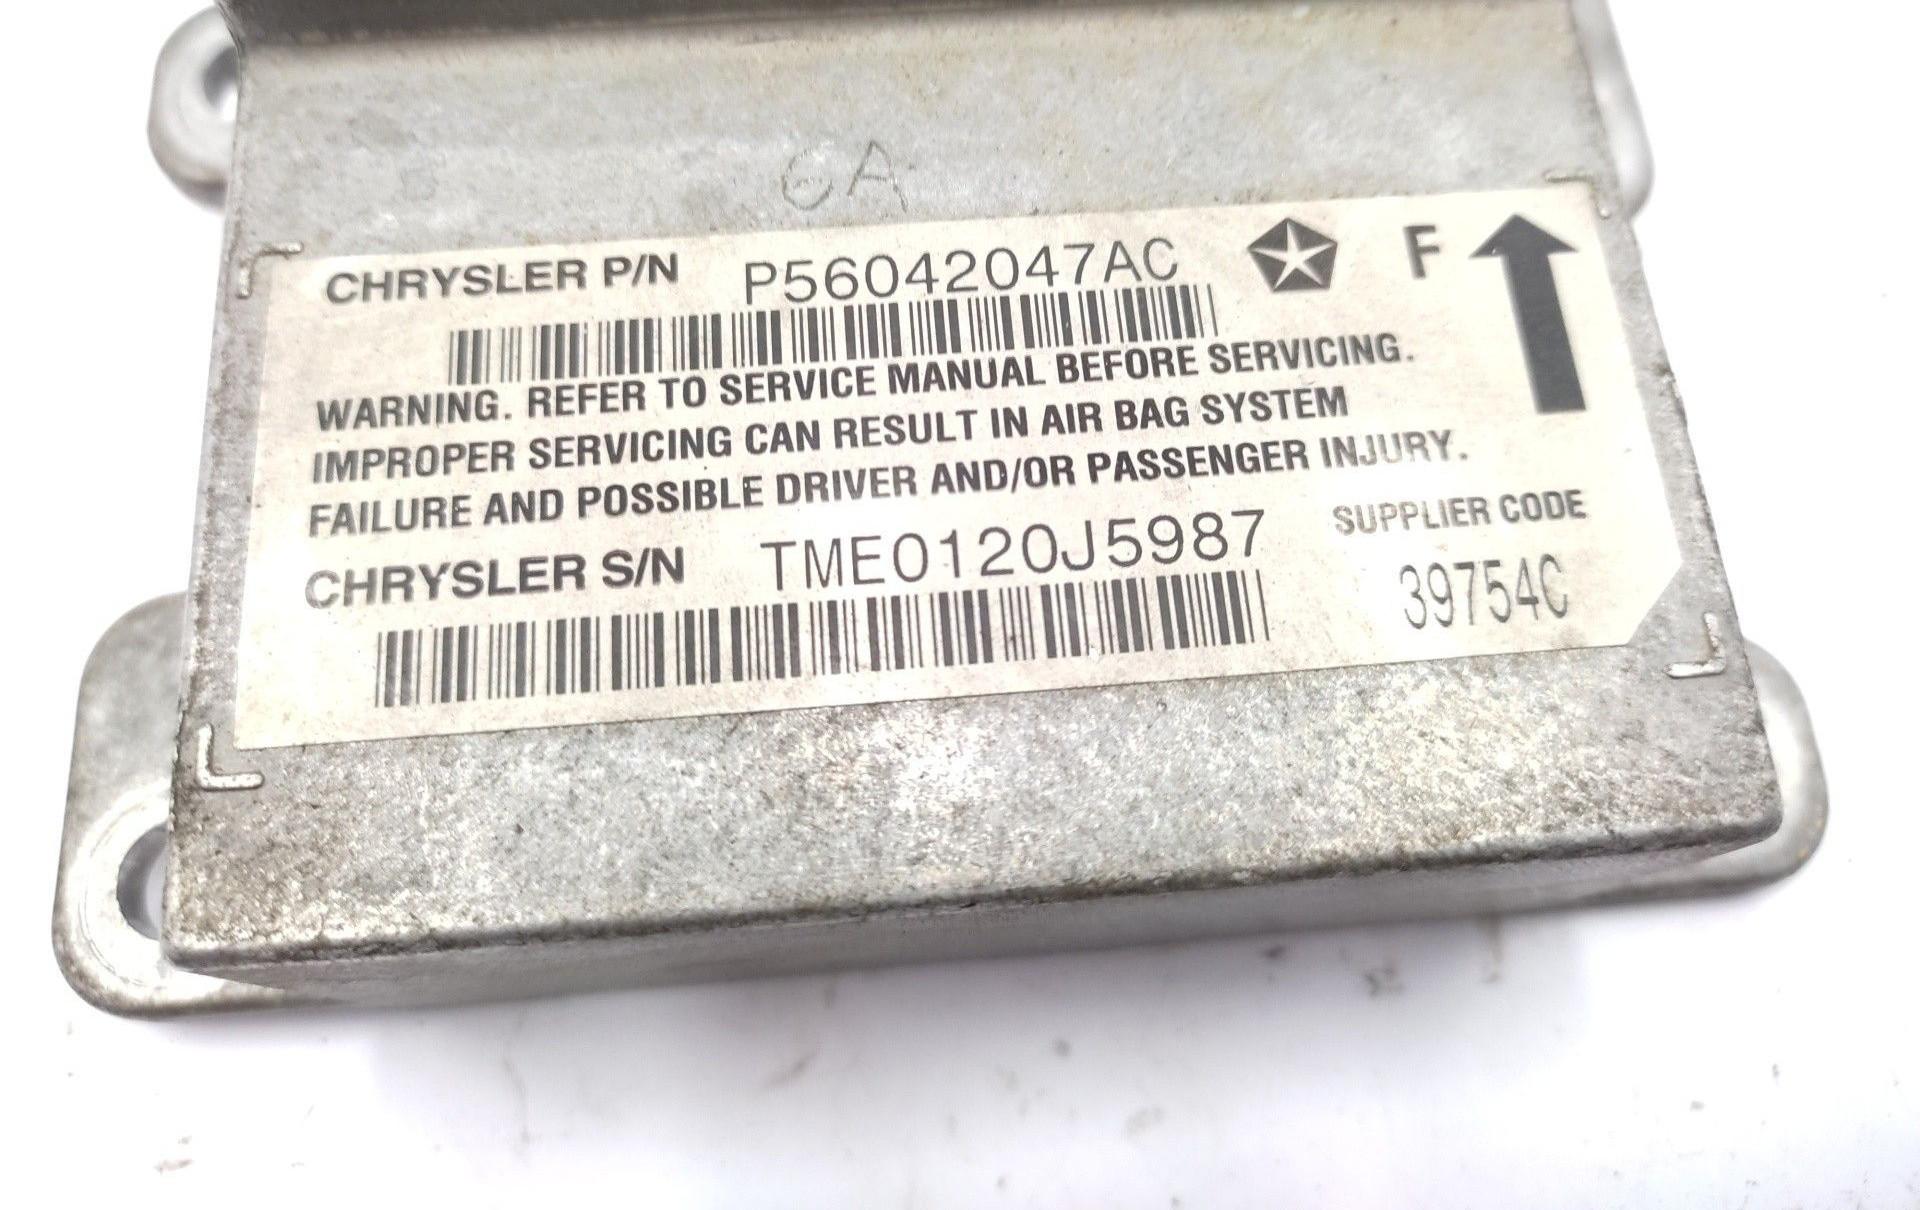 GA
CHRYSLER P/N P56042047AC F
WARNING. REFER TO SERVICE MANUAL BEFORE SERVICING.
IMPROPER SERVICING CAN RESULT IN AIR BAG SYSTEM
FAILURE AND POSSIBLE DRIVER AND/OR PASSENGER INJURY.
CHRYSLER S/N TME0120J5987
SUPPLIER CODE
39754C